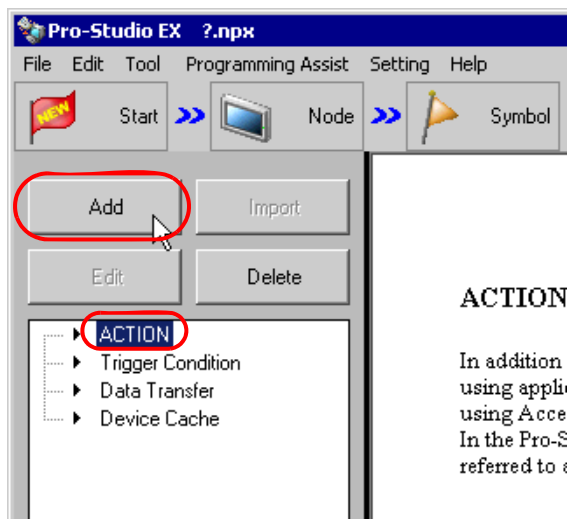 Pro-Studio EX ?.npx
File Edit Tool Programming Assist Setting Help
NEW Start Node Symbol
Add Import
Edit Delete
ACTION
Trigger Condition
Data Transfer
Device Cache
ACTION
In addition
using appli
using Acce
In the Pro-S
referred to a